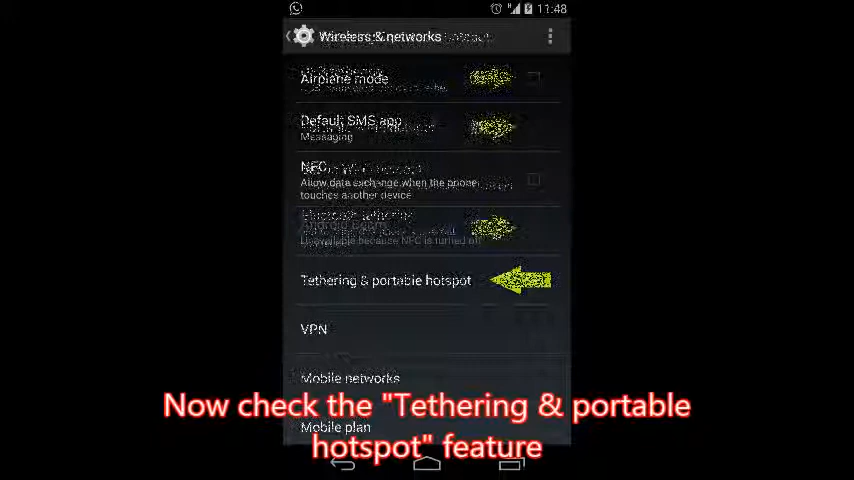 11:48
Wireless & networks
Airplane mode
Default SMS app
Messaging
NFC
Allow data exchange when the phone
touches another device
Android Beam
Unavailable because NFC is turned off
Tethering & portable hotspot
VPN
Mobile networks
Now check the "Tethering & portable
Mobile plan
hotspot" feature